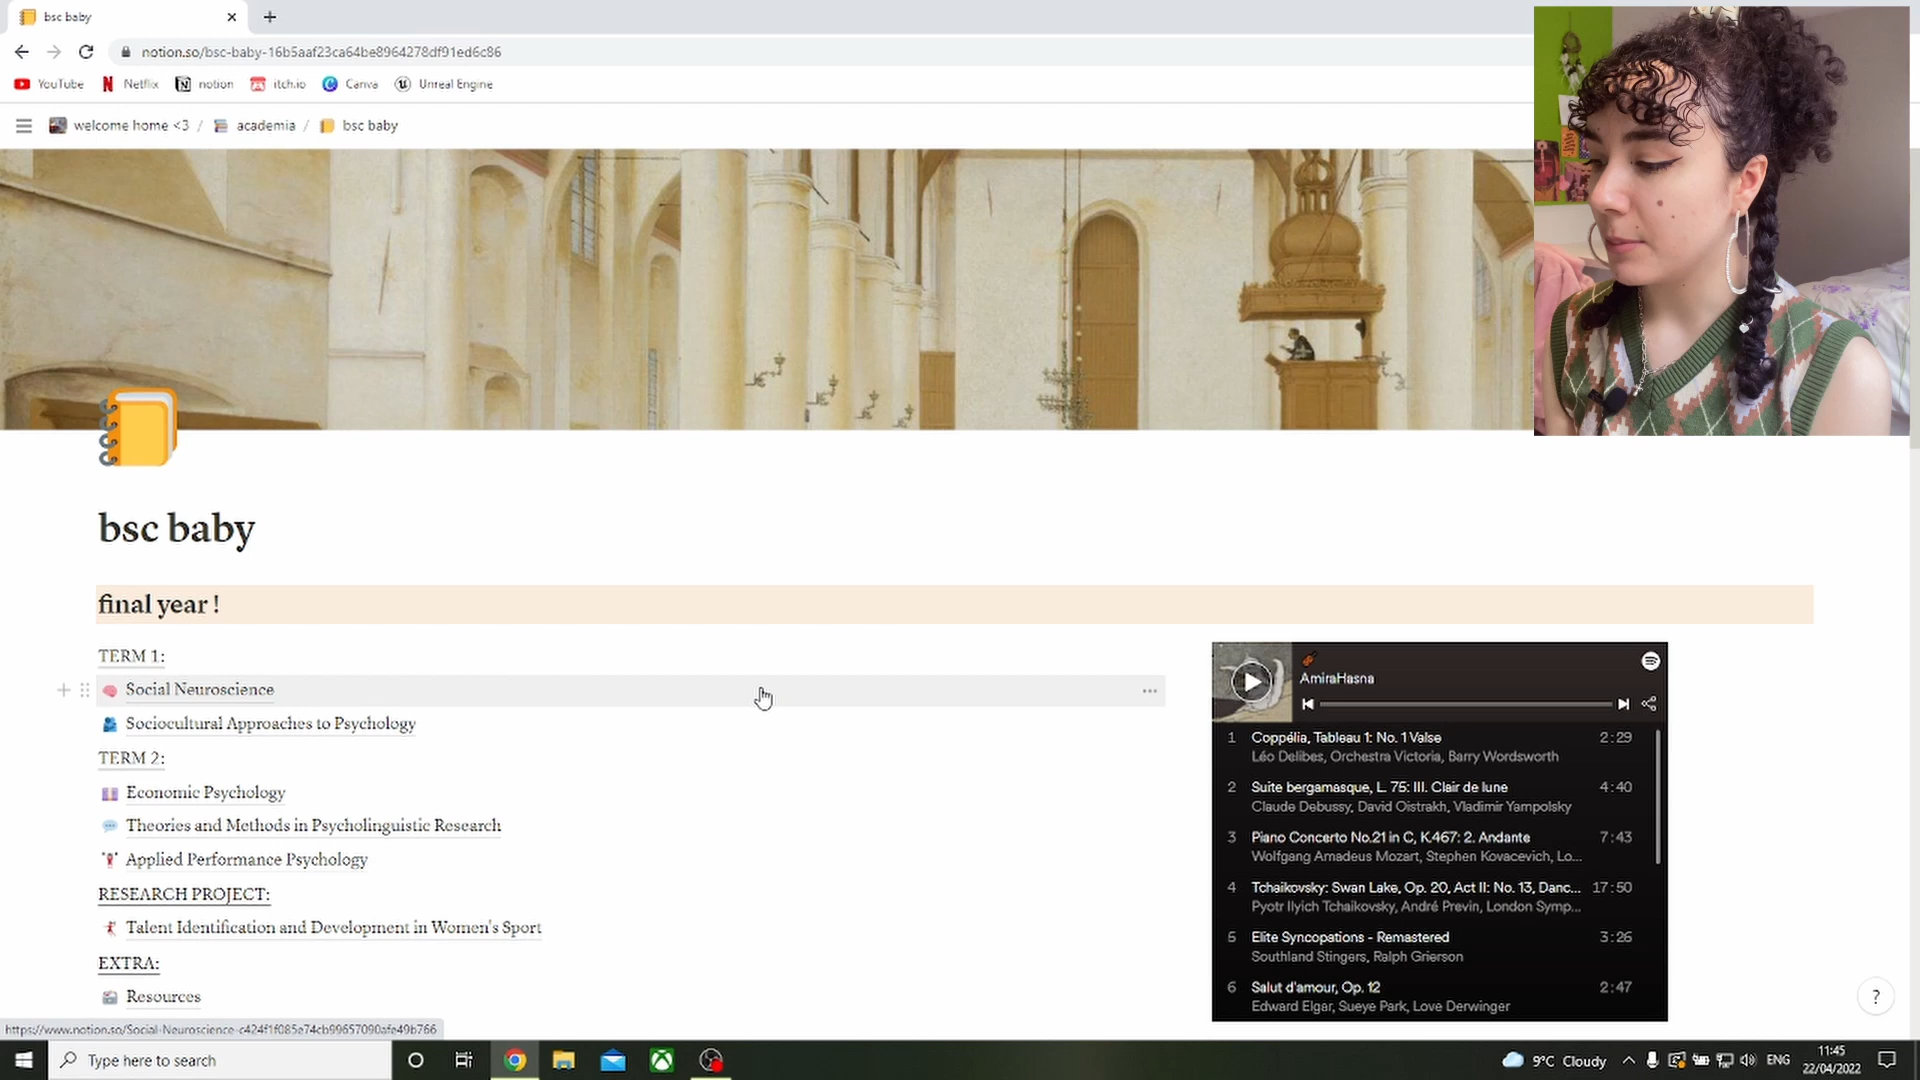 bsc baby
notion.so/bsc-baby-16b5aaf23ca64be8964278df91ed6c86
YouTube Netflix notion itch.io Canva Unreal Engine
welcome home <3 / academia / bsc baby
bsc baby
final year !
TERM 1:
Social Neuroscience
Sociocultural Approaches to Psychology
TERM 2:
Economic Psychology
Theories and Methods in Psycholinguistic Research
Applied Performance Psychology
RESEARCH PROJECT:
Talent Identification and Development in Women's Sport
EXTRA:
Resources
AmiraHasna
1 Coppélia, Tableau 1: No. 1 Valse 2:29
Léo Delibes, Orchestra Victoria, Barry Wordsworth
2 Suite bergamasque, L. 75: III. Clair de lune 4:40
Claude Debussy, David Oistrakh, Vladimir Yampolsky
3 Piano Concerto No.21 in C, K.467: 2. Andante 7:43
Wolfgang Amadeus Mozart, Stephen Kovacevich, Lo...
4 Tchaikovsky: Swan Lake, Op. 20, Act II: No. 13, Danc... 17:50
Pyotr Ilyich Tchaikovsky, André Previn, London Symp...
5 Elite Syncopations - Remastered 3:26
Southland Stingers, Ralph Grierson
6 Salut d'amour, Op. 12 2:47
Edward Elgar, Sueye Park, Love Derwinger
?
https://www.notion.so/Social-Neuroscience-c424f1f085e74cb99657090afe49b766
Type here to search
9°C Cloudy
ENG
11:45
22/04/2022